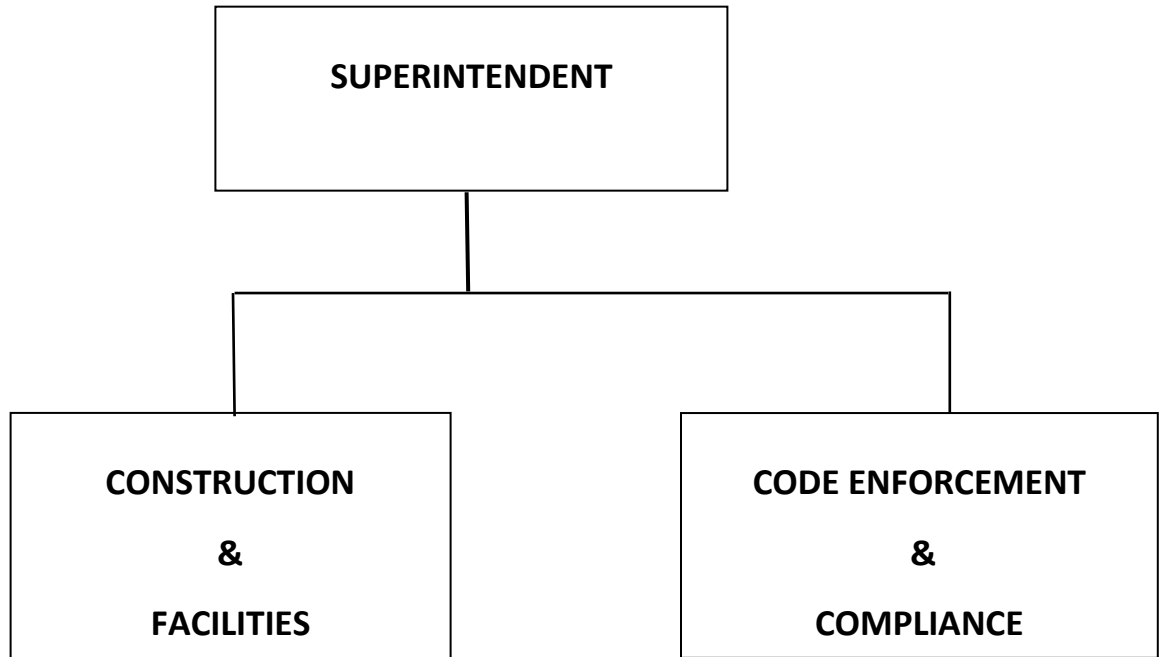 SUPERINTENDENT
CONSTRUCTION
&
FACILITIES
CODE ENFORCEMENT
&
COMPLIANCE